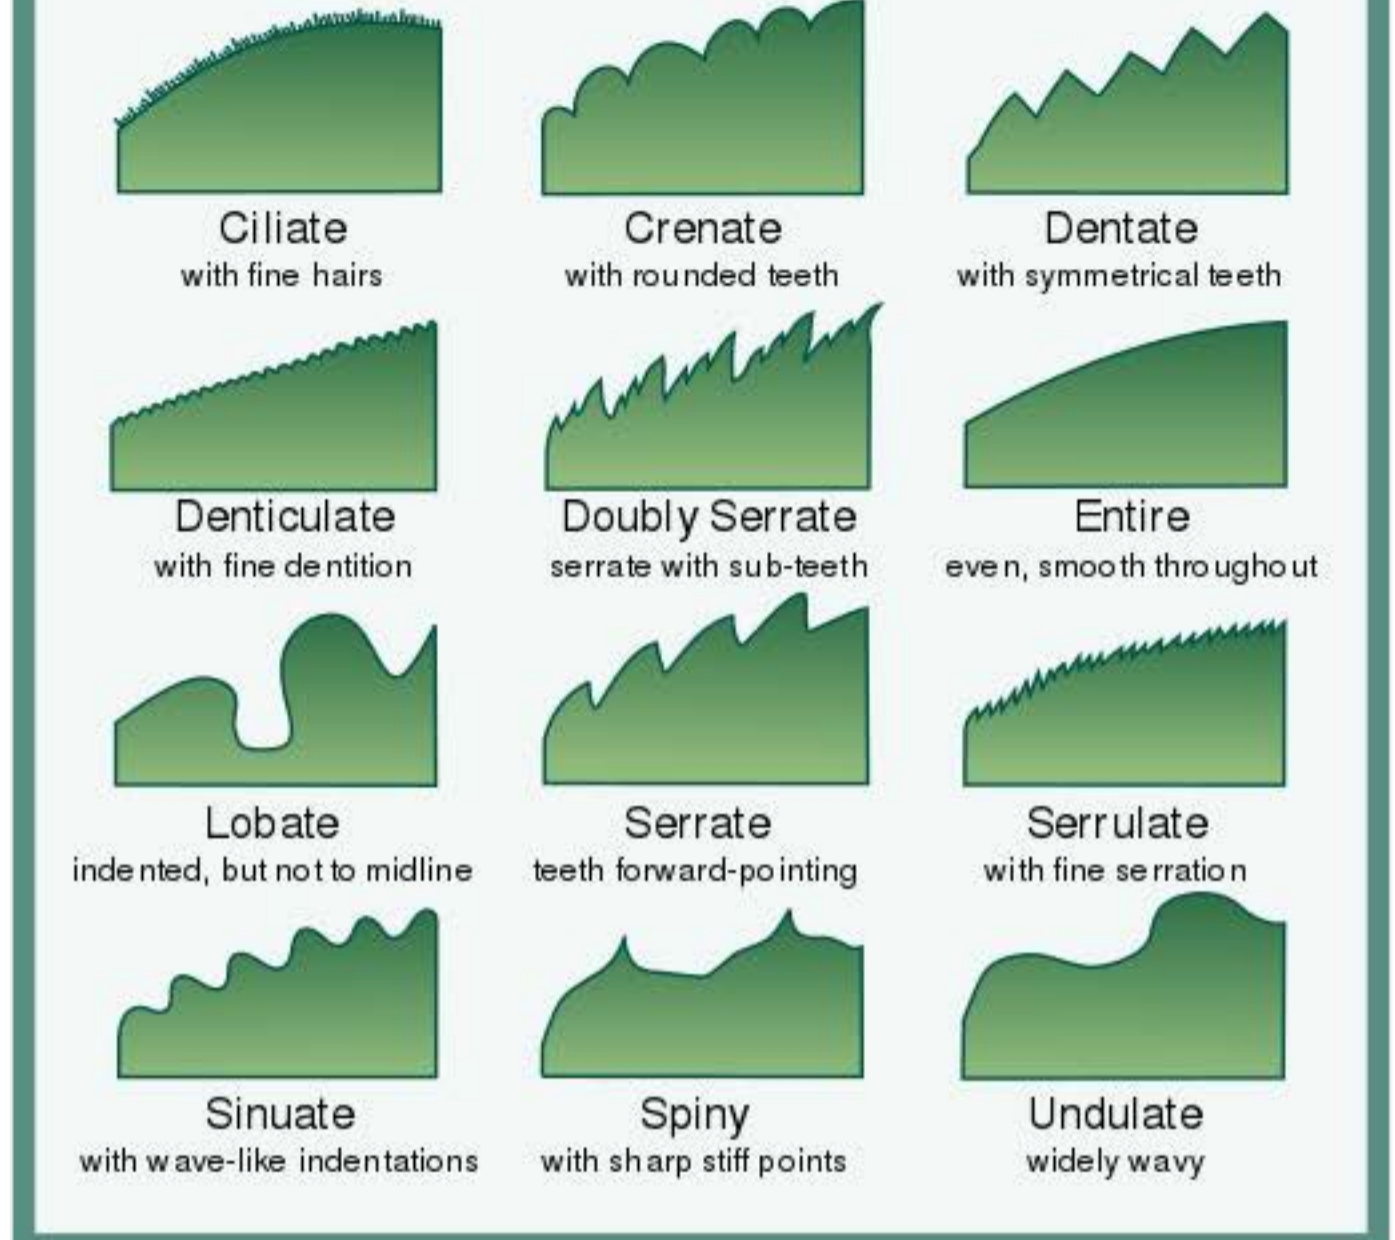 Ciliate
with fine hairs
Crenate
with rounded teeth
Dentate
with symmetrical teeth
Denticulate
with fine dentition
Doubly Serrate
serrate with sub-teeth
Entire
even, smooth throughout
Lobate
indented, but not to midline
Serrate
teeth forward-pointing
Serrulate
with fine serration
Sinuate
with wave-like indentations
Spiny
with sharp stiff points
Undulate
widely wavy